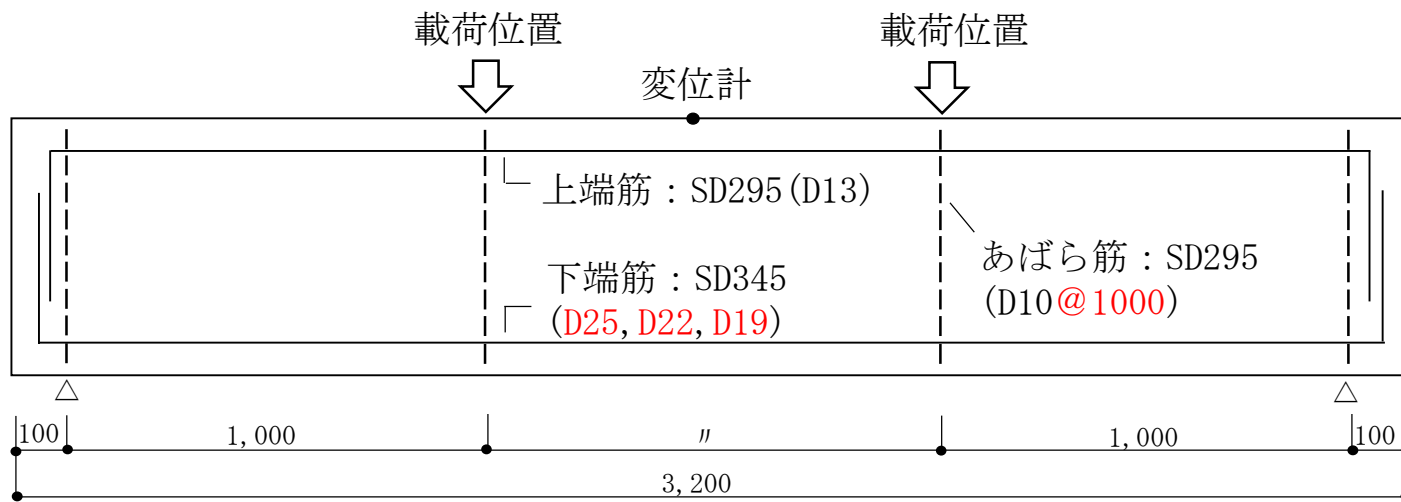 載荷位置
載荷位置
変位計
上端筋：SD295(D13)
あばら筋：SD295
(D10@1000)
下端筋：SD345
(D25,D22,D19)
100
1,000
〃
1,000
100
3,200